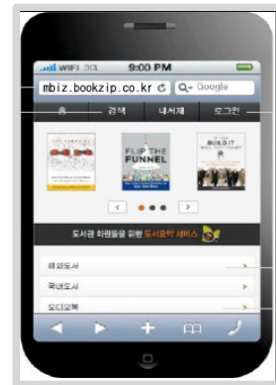 WIFI 3G 9:00 PM
mbiz.bookzip.co.kr Google
홈 검색 내서재 로그인
FLIP THE FUNNEL
BUILD IT
도서관 회원들을 위한 도서요약 서비스
해외도서
국내도서
오디오북